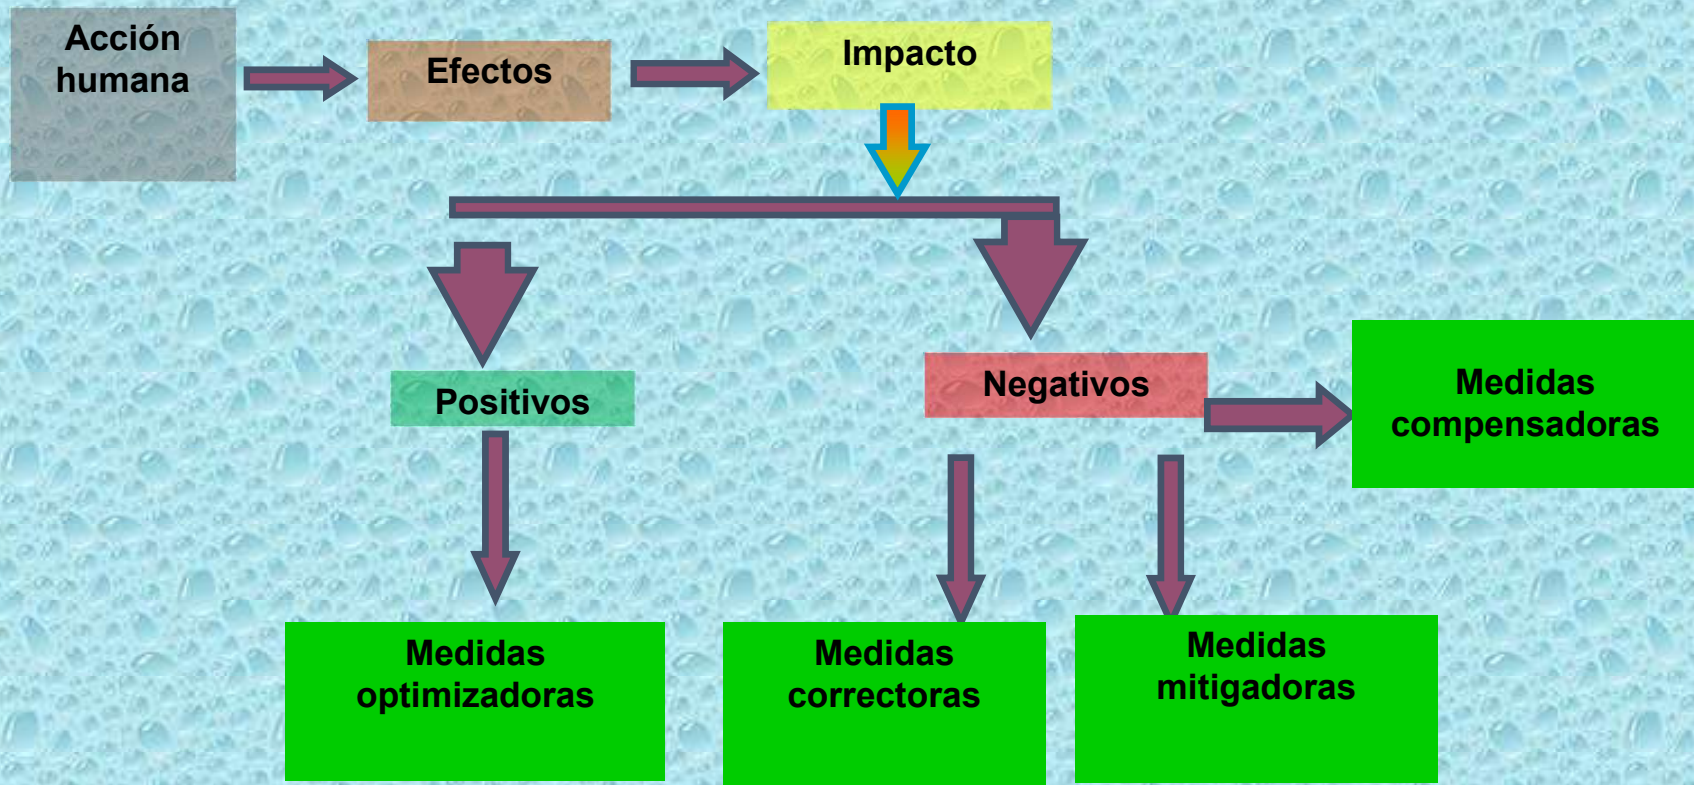 Acción
humana
Efectos
Impacto
Positivos
Negativos
Medidas
compensadoras
Medidas
optimizadoras
Medidas
correctoras
Medidas
mitigadoras